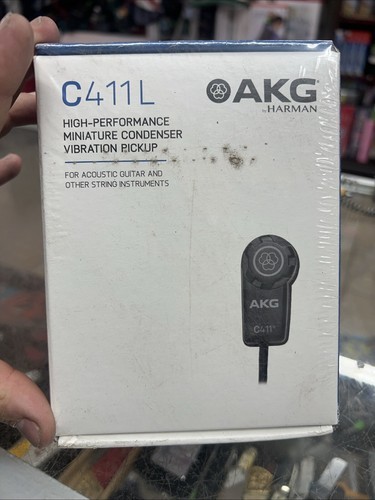 C411L
AKG
by HARMAN
HIGH-PERFORMANCE
MINIATURE CONDENSER
VIBRATION PICKUP
FOR ACOUSTIC GUITAR AND
OTHER STRING INSTRUMENTS
AKG
C411